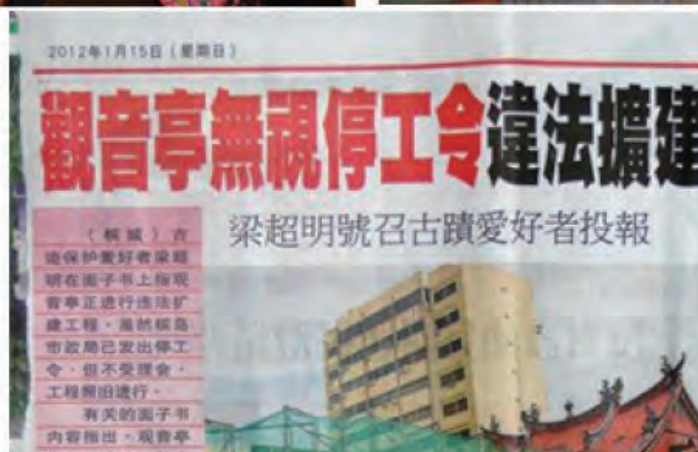 2012年1月15日(星期日)
觀音亭無視停工令違法擴建
梁超明號召古蹟愛好者投報
(槟城)古
迹保护爱好者梁超
明在面子书上指观
音亭正进行违法扩
建工程,虽然槟岛
市政局已发出停工
令,但不受理会,
工程照旧进行。
有关的面子书
内容指出,观音亭